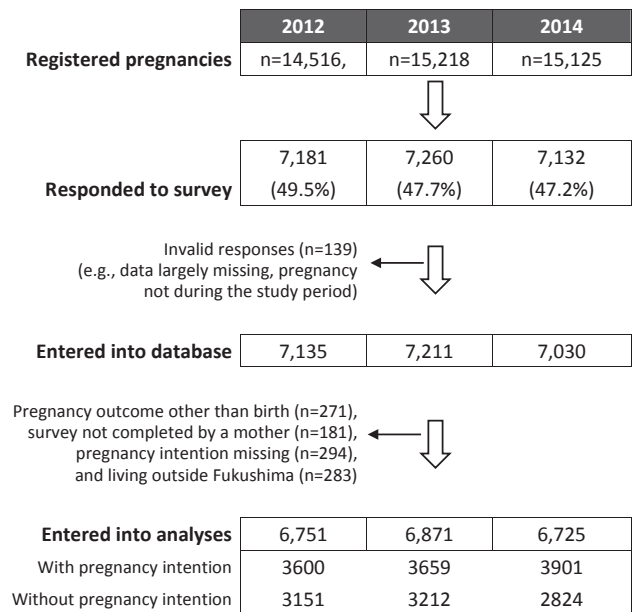 2012 2013 2014
Registered pregnancies n=14,516, n=15,218 n=15,125
7,181 7,260 7,132
Responded to survey (49.5%) (47.7%) (47.2%)
Invalid responses (n=139)
(e.g., data largely missing, pregnancy
not during the study period)
Entered into database 7,135 7,211 7,030
Pregnancy outcome other than birth (n=271),
survey not completed by a mother (n=181),
pregnancy intention missing (n=294),
and living outside Fukushima (n=283)
Entered into analyses 6,751 6,871 6,725
With pregnancy intention 3600 3659 3901
Without pregnancy intention 3151 3212 2824